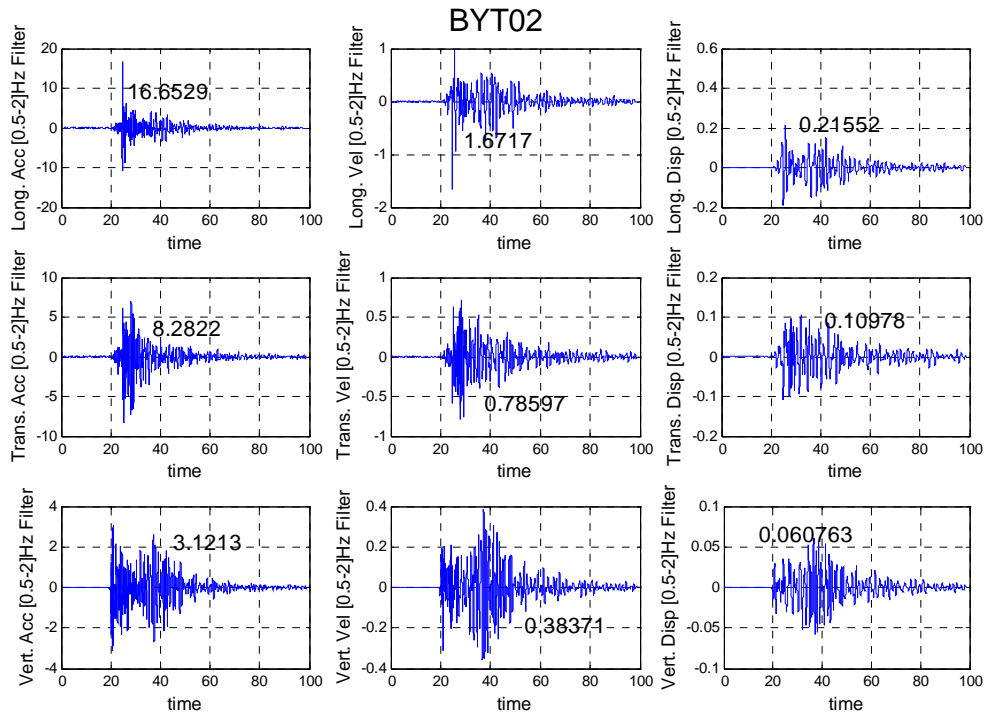 BYT02
Long. Acc [0.5-2]Hz Filter
20
10
0
-10
-20
16.6529
0 20 40 60 80 100
time
Long. Vel [0.5-2]Hz Filter
1
0
-1
-2
1.6717
0 20 40 60 80 100
time
Long. Disp [0.5-2]Hz Filter
0.6
0.4
0.2
0
-0.2
0.21552
0 20 40 60 80 100
time
Trans. Acc [0.5-2]Hz Filter
10
5
0
-5
-10
8.2822
0 20 40 60 80 100
time
Trans. Vel [0.5-2]Hz Filter
1
0.5
0
-0.5
-1
0.78597
0 20 40 60 80 100
time
Trans. Disp [0.5-2]Hz Filter
0.2
0.1
0
-0.1
-0.2
0.10978
0 20 40 60 80 100
time
Vert. Acc [0.5-2]Hz Filter
4
2
0
-2
-4
3.1213
0 20 40 60 80 100
time
Vert. Vel [0.5-2]Hz Filter
0.4
0.2
0
-0.2
-0.4
0.38371
0 20 40 60 80 100
time
Vert. Disp [0.5-2]Hz Filter
0.1
0.05
0
-0.05
-0.1
0.060763
0 20 40 60 80 100
time